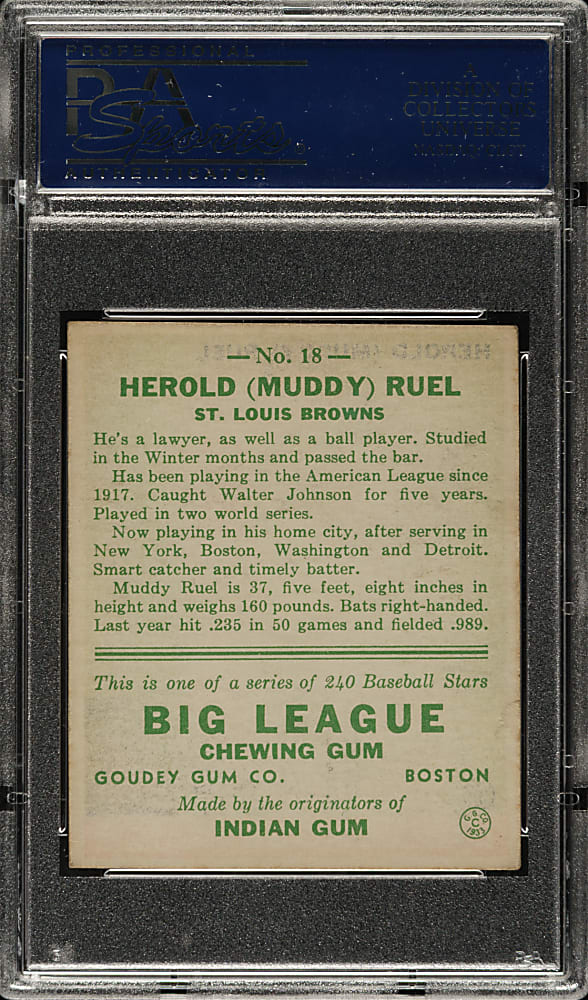 PROFESSIONAL
PSA
Sports
AUTHENTICATOR
A
DIVISION OF
COLLECTORS
UNIVERSE
— No. 18 —
HEROLD (MUDDY) RUEL
ST. LOUIS BROWNS
He's a lawyer, as well as a ball player. Studied
in the Winter months and passed the bar.
Has been playing in the American League since
1917. Caught Walter Johnson for five years.
Played in two world series.
Now playing in his home city, after serving in
New York, Boston, Washington and Detroit.
Smart catcher and timely batter.
Muddy Ruel is 37, five feet, eight inches in
height and weighs 160 pounds. Bats right-handed.
Last year hit .235 in 50 games and fielded .989.
This is one of a series of 240 Baseball Stars
BIG LEAGUE
CHEWING GUM
GOUDEY GUM CO. BOSTON
Made by the originators of
INDIAN GUM
G. G. CO.
C
1933
PSA